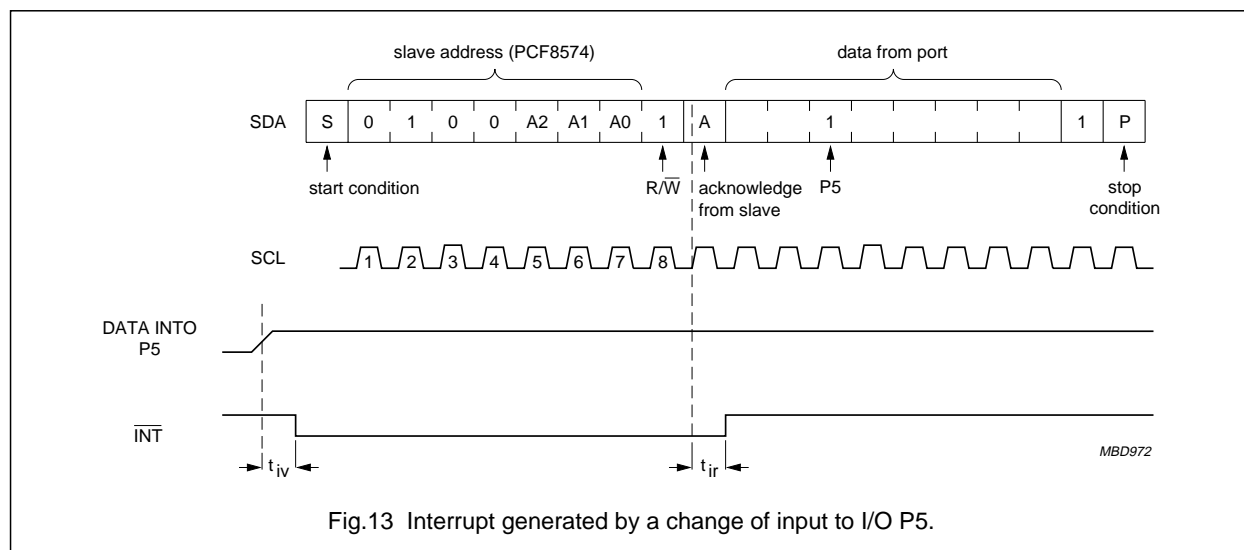 slave address (PCF8574) data from port
SDA S 0 1 0 0 A2 A1 A0 1 A 1 1 P
start condition R/W̅ acknowledge from slave P5 stop condition
SCL 1 2 3 4 5 6 7 8
DATA INTO P5
I̅N̅T̅
t iv t ir
MBD972
Fig.13 Interrupt generated by a change of input to I/O P5.